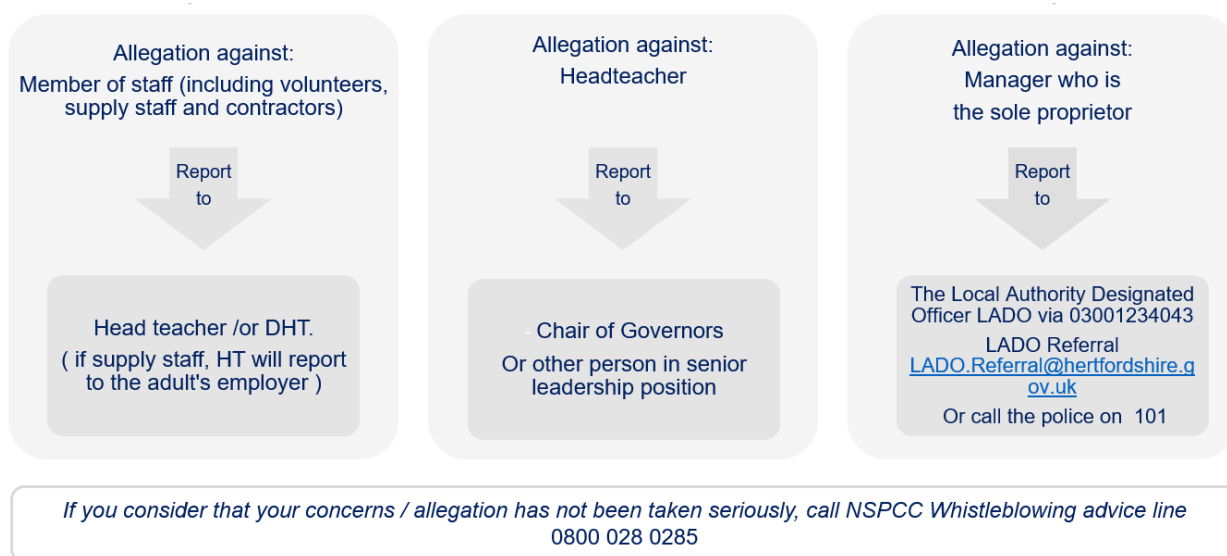 Allegation against:
Member of staff (including volunteers,
supply staff and contractors)
Report
to
Head teacher /or DHT.
( if supply staff, HT will report
to the adult's employer )
Allegation against:
Headteacher
Report
to
- Chair of Governors
Or other person in senior
leadership position
Allegation against:
Manager who is
the sole proprietor
Report
to
The Local Authority Designated
Officer LADO via 03001234043
LADO Referral
LADO.Referral@hertfordshire.g
ov.uk
Or call the police on 101
If you consider that your concerns / allegation has not been taken seriously, call NSPCC Whistleblowing advice line
0800 028 0285